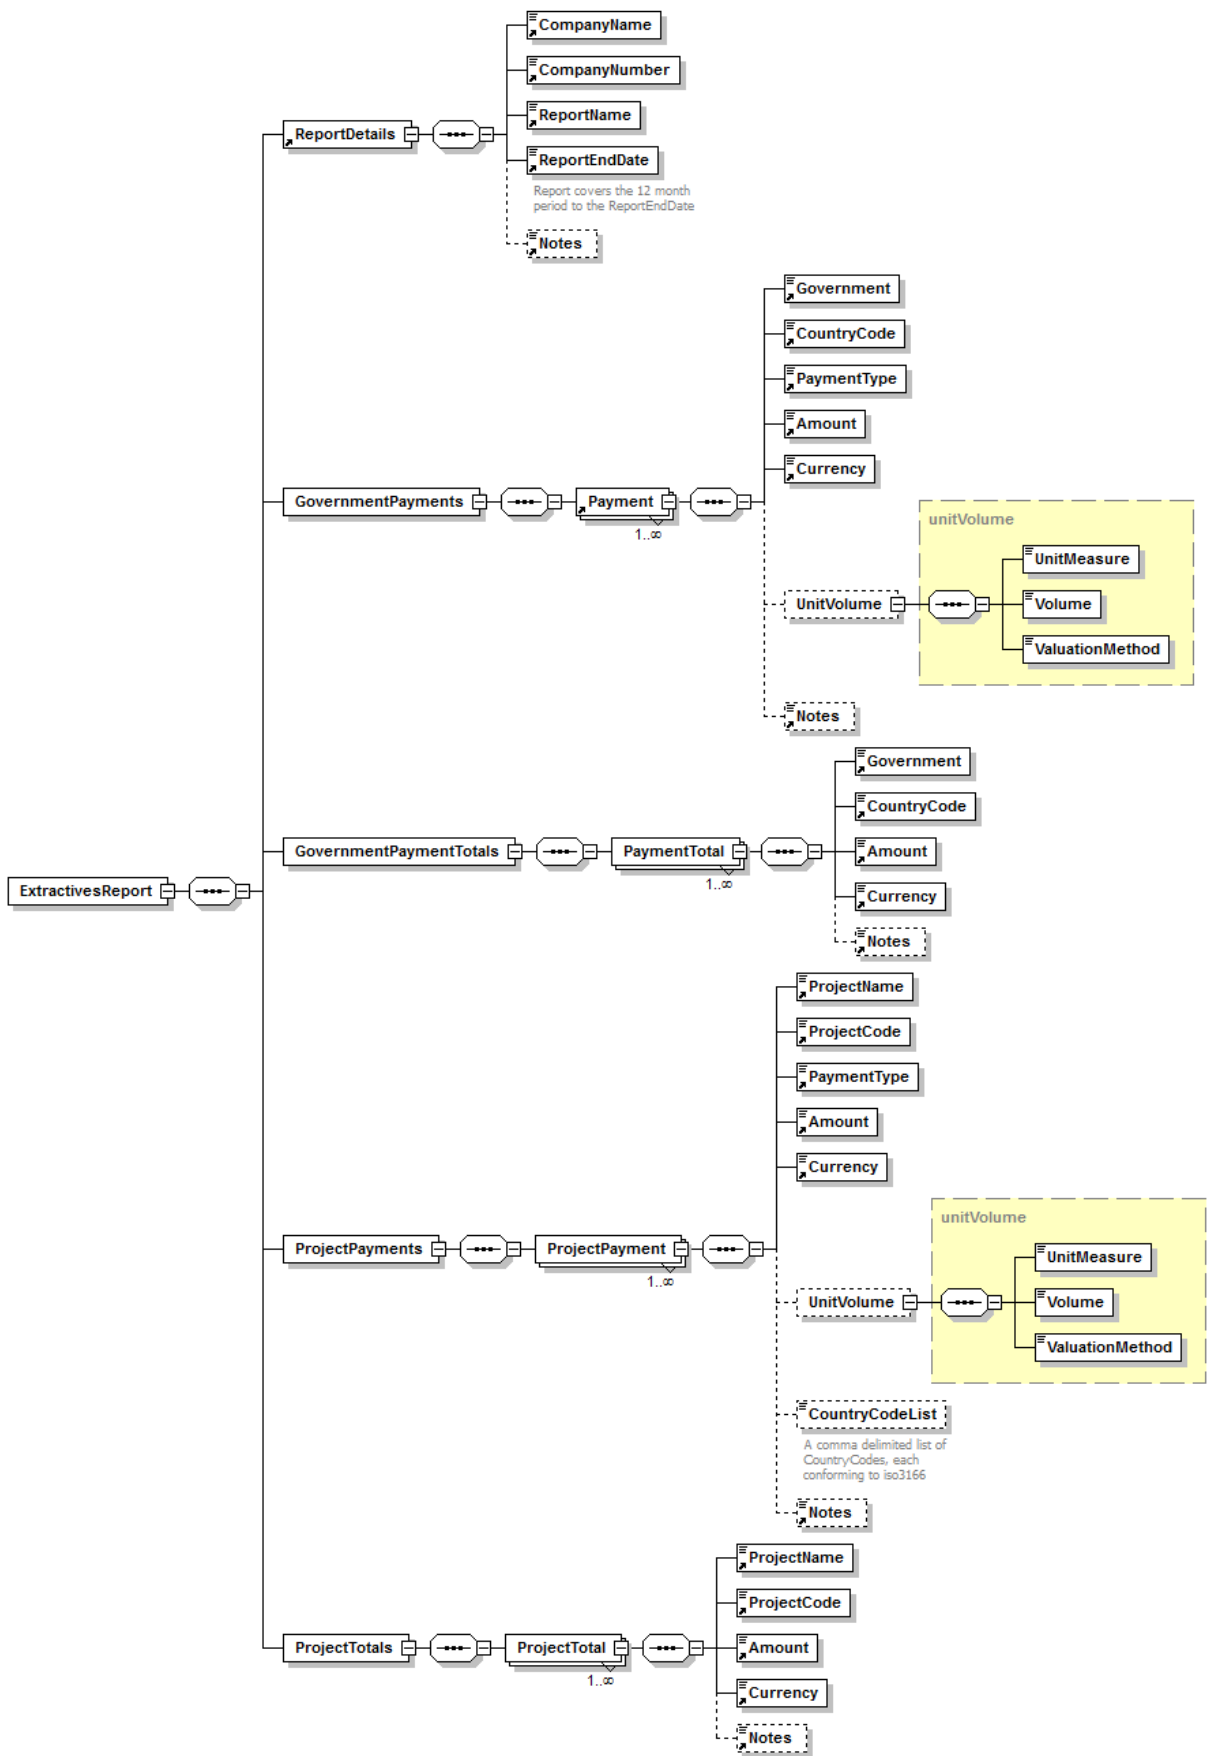 CompanyName
CompanyNumber
ReportName
ReportDetails
ReportEndDate
Report covers the 12 month
period to the ReportEndDate
Notes
Government
CountryCode
PaymentType
Amount
Currency
GovernmentPayments
Payment
1..∞
unitVolume
UnitMeasure
UnitVolume
Volume
ValuationMethod
Notes
Government
CountryCode
GovernmentPaymentTotals
PaymentTotal
1..∞
Amount
ExtractivesReport
Currency
Notes
ProjectName
ProjectCode
PaymentType
Amount
Currency
ProjectPayments
ProjectPayment
1..∞
unitVolume
UnitMeasure
UnitVolume
Volume
ValuationMethod
CountryCodeList
A comma delimited list of
CountryCodes, each
conforming to iso3166
Notes
ProjectName
ProjectCode
ProjectTotals
ProjectTotal
1..∞
Amount
Currency
Notes